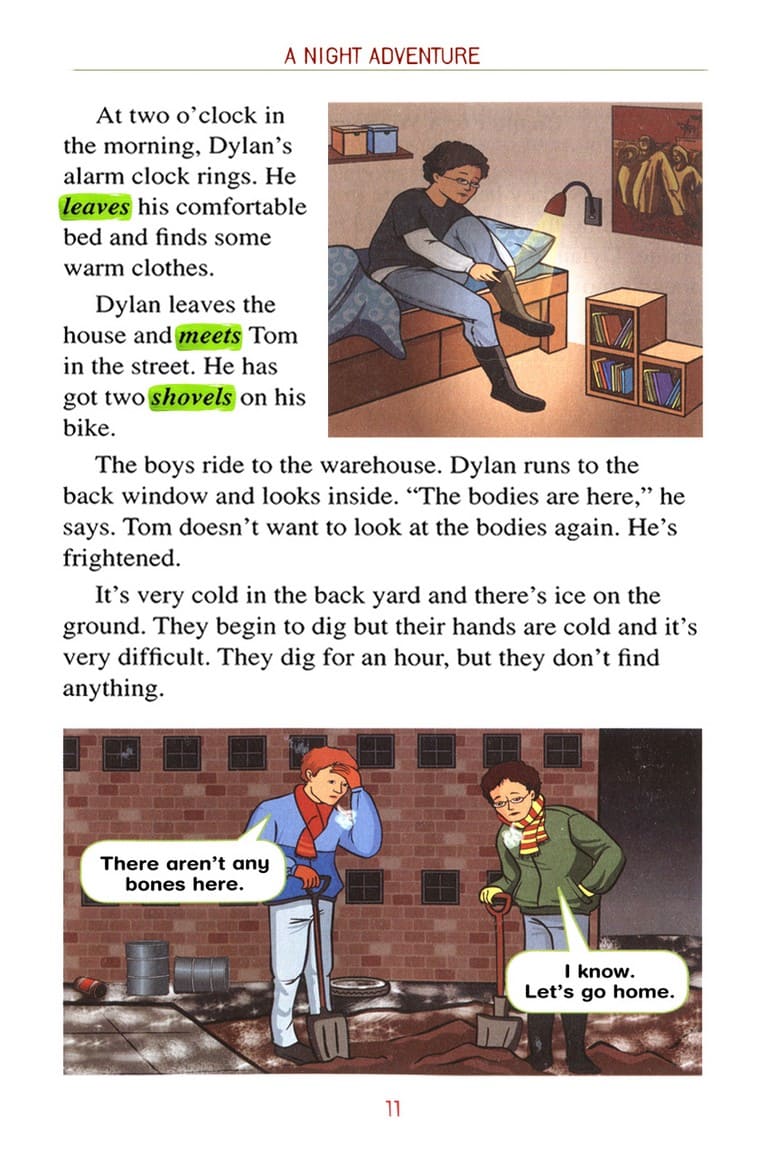 A NIGHT ADVENTURE
At two o’clock in
the morning, Dylan’s
alarm clock rings. He
leaves his comfortable
bed and finds some
warm clothes.
Dylan leaves the
house and meets Tom
in the street. He has
got two shovels on his
bike.
The boys ride to the warehouse. Dylan runs to the
back window and looks inside. “The bodies are here,” he
says. Tom doesn’t want to look at the bodies again. He’s
frightened.
It’s very cold in the back yard and there’s ice on the
ground. They begin to dig but their hands are cold and it’s
very difficult. They dig for an hour, but they don’t find
anything.
There aren’t any
bones here.
I know.
Let’s go home.
11